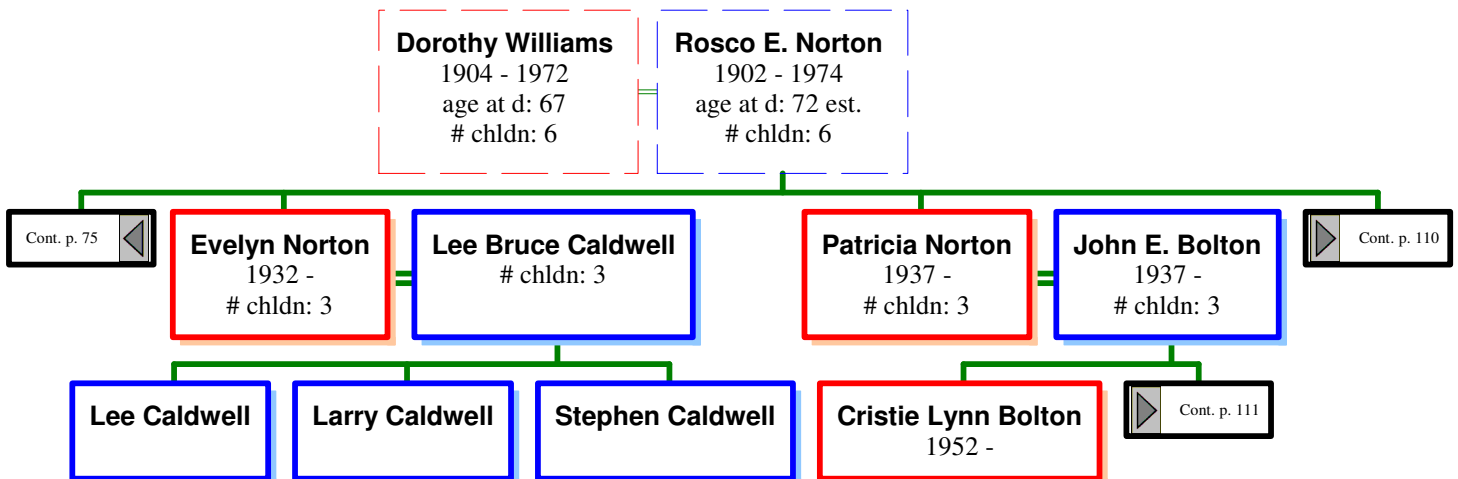 Dorothy Williams
1904 - 1972
age at d: 67
# chldn: 6
Rosco E. Norton
1902 - 1974
age at d: 72 est.
# chldn: 6
Cont. p. 75
Evelyn Norton
1932 -
# chldn: 3
Lee Bruce Caldwell
# chldn: 3
Patricia Norton
1937 -
# chldn: 3
John E. Bolton
1937 -
# chldn: 3
Cont. p. 110
Lee Caldwell
Larry Caldwell
Stephen Caldwell
Cristie Lynn Bolton
1952 -
Cont. p. 111